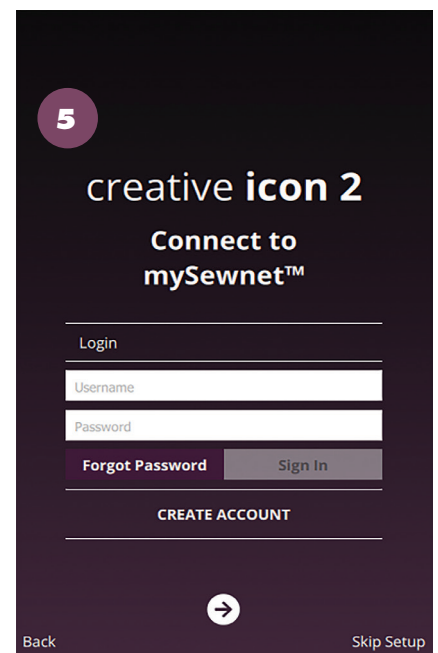 5
creative icon 2
Connect to
mySewnet™
Login
Username
Password
Forgot Password Sign In
CREATE ACCOUNT
Back Skip Setup